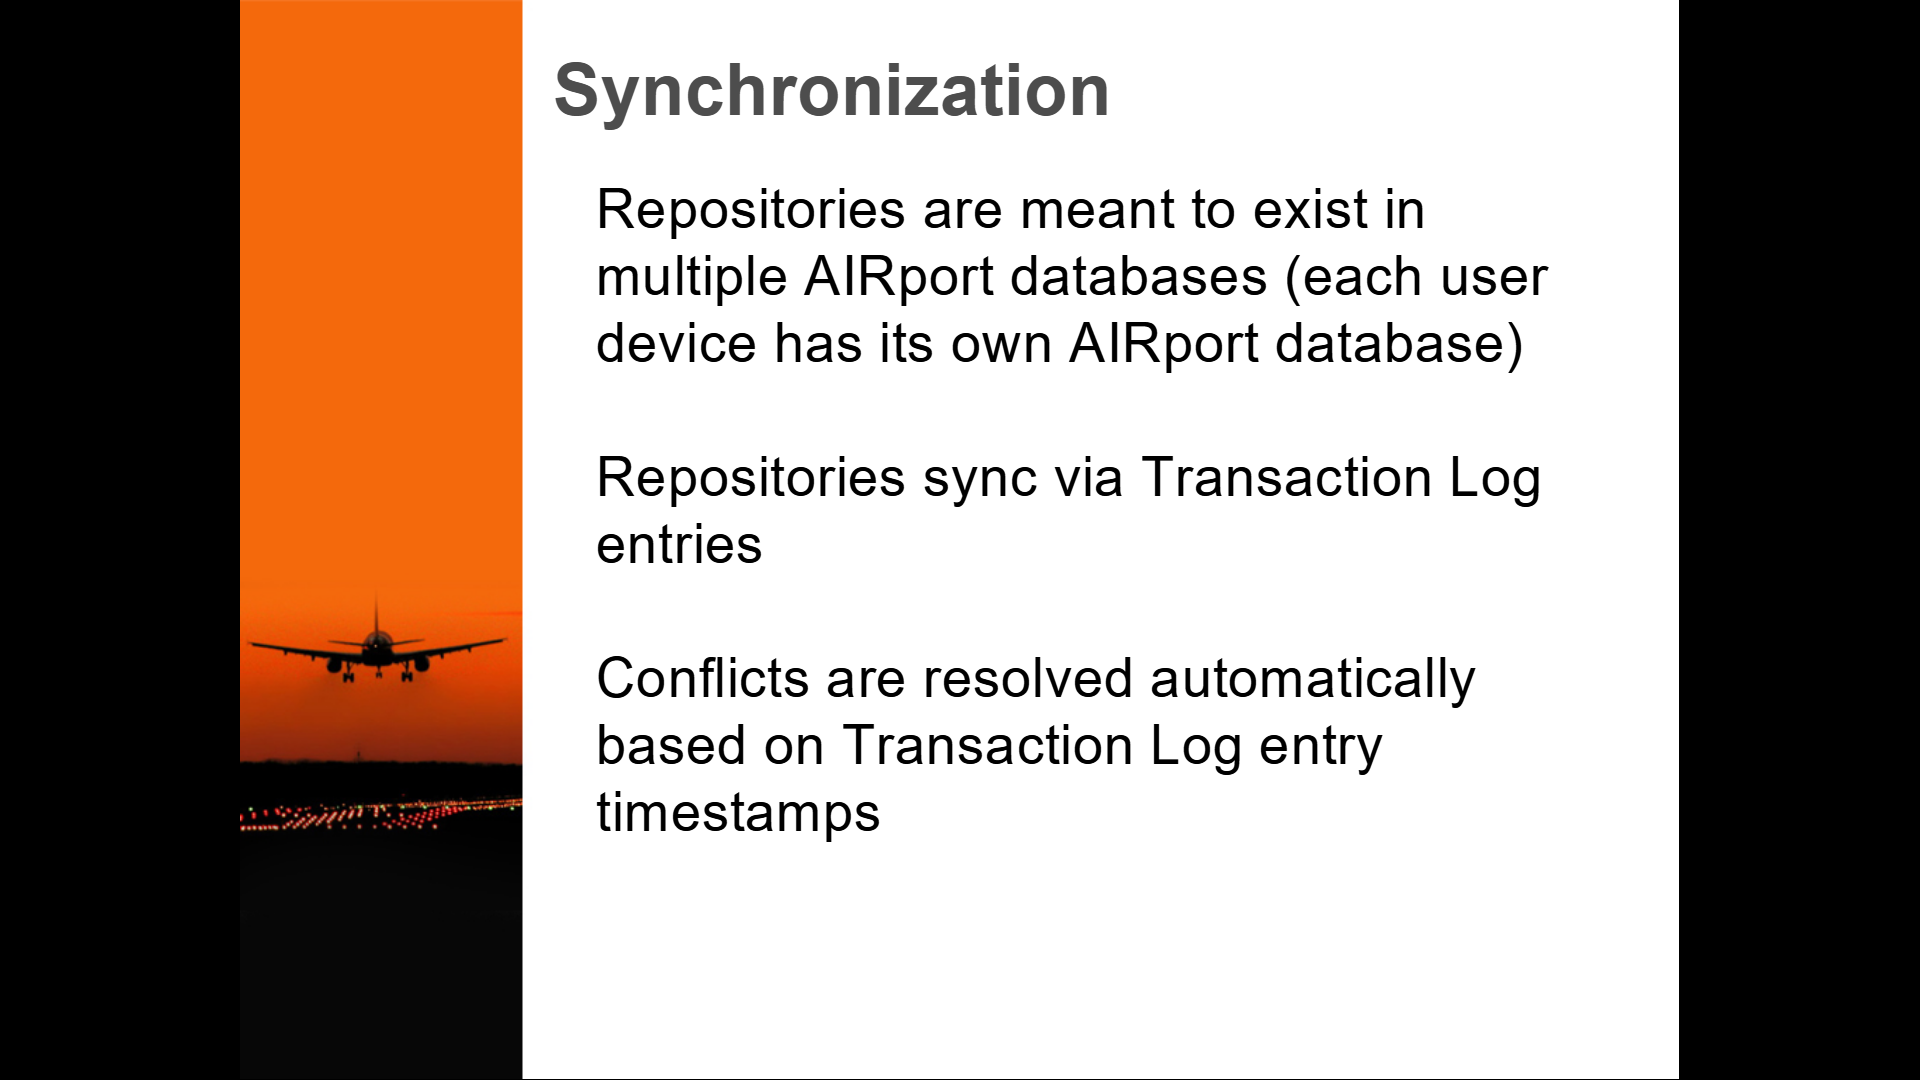 Synchronization
Repositories are meant to exist in
multiple AIRport databases (each user
device has its own AIRport database)
Repositories sync via Transaction Log
entries
Conflicts are resolved automatically
based on Transaction Log entry
timestamps